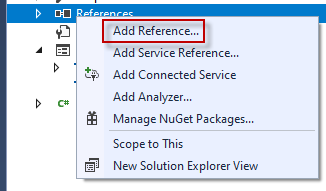 References
Add Reference...
Add Service Reference...
Add Connected Service
Add Analyzer...
C#
Manage NuGet Packages...
Scope to This
New Solution Explorer View